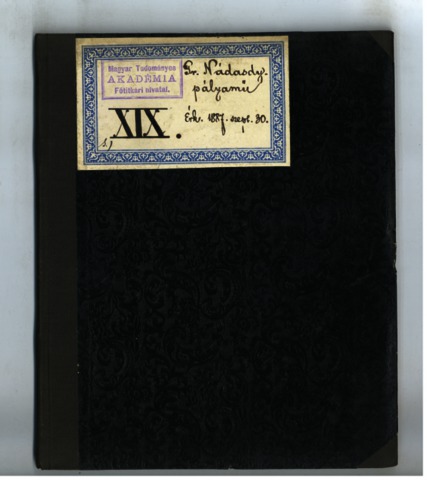 Magyar Tudományos
AKADÉMIA
Főtitkári hivatal.
Gr. Nádasdy-
pályamű
XIX.
Érk. 1887. szept. 30.